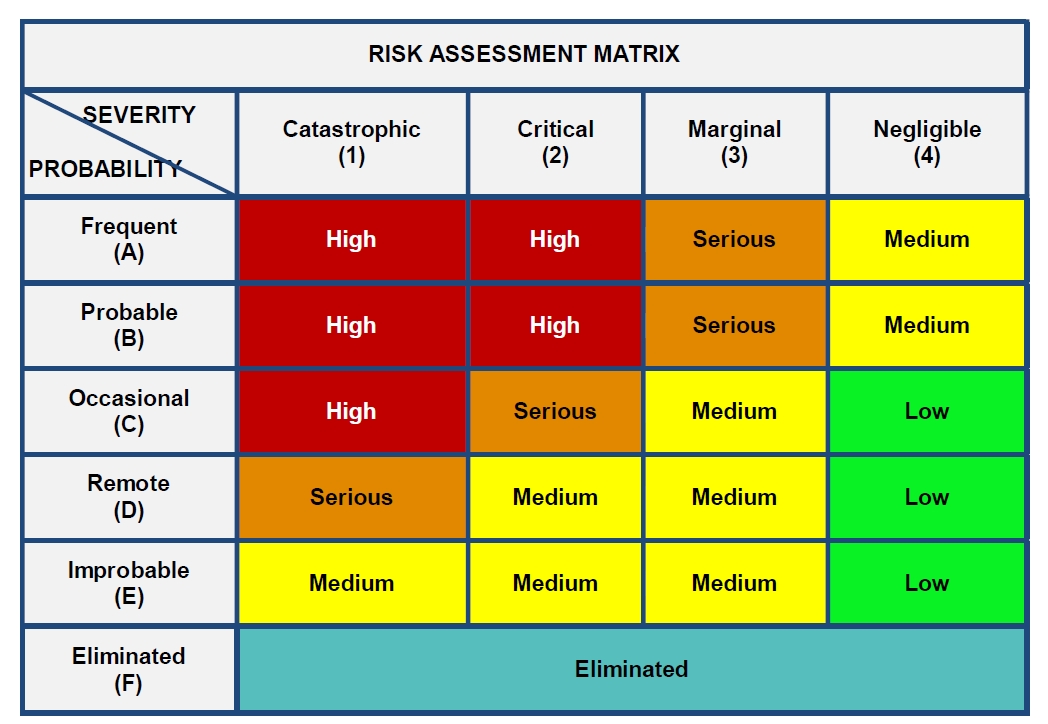 RISK ASSESSMENT MATRIX
SEVERITY
PROBABILITY
Catastrophic
(1)
Critical
(2)
Marginal
(3)
Negligible
(4)
Frequent
(A)
High
High
Serious
Medium
Probable
(B)
High
High
Serious
Medium
Occasional
(C)
High
Serious
Medium
Low
Remote
(D)
Serious
Medium
Medium
Low
Improbable
(E)
Medium
Medium
Medium
Low
Eliminated
(F)
Eliminated